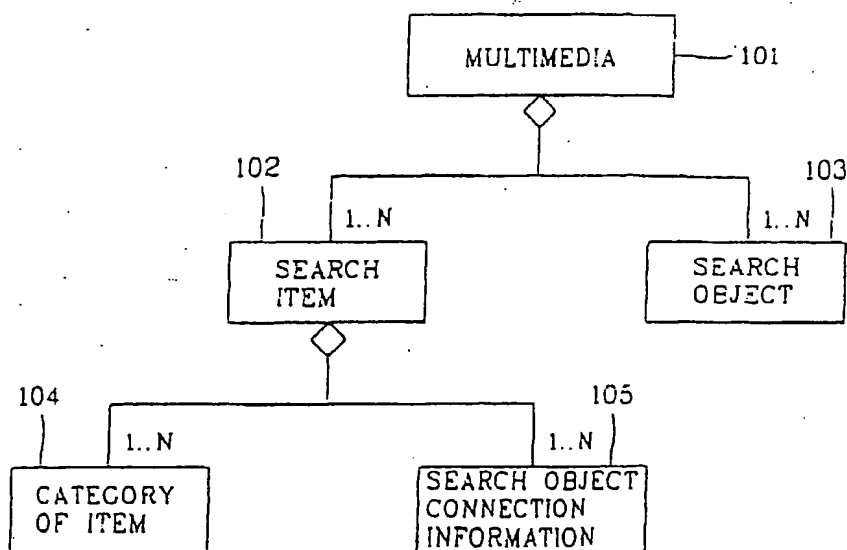 MULTIMEDIA
101
102
103
1..N
1..N
SEARCH
ITEM
SEARCH
OBJECT
104
105
1..N
1..N
CATEGORY
OF ITEM
SEARCH OBJECT
CONNECTION
INFORMATION